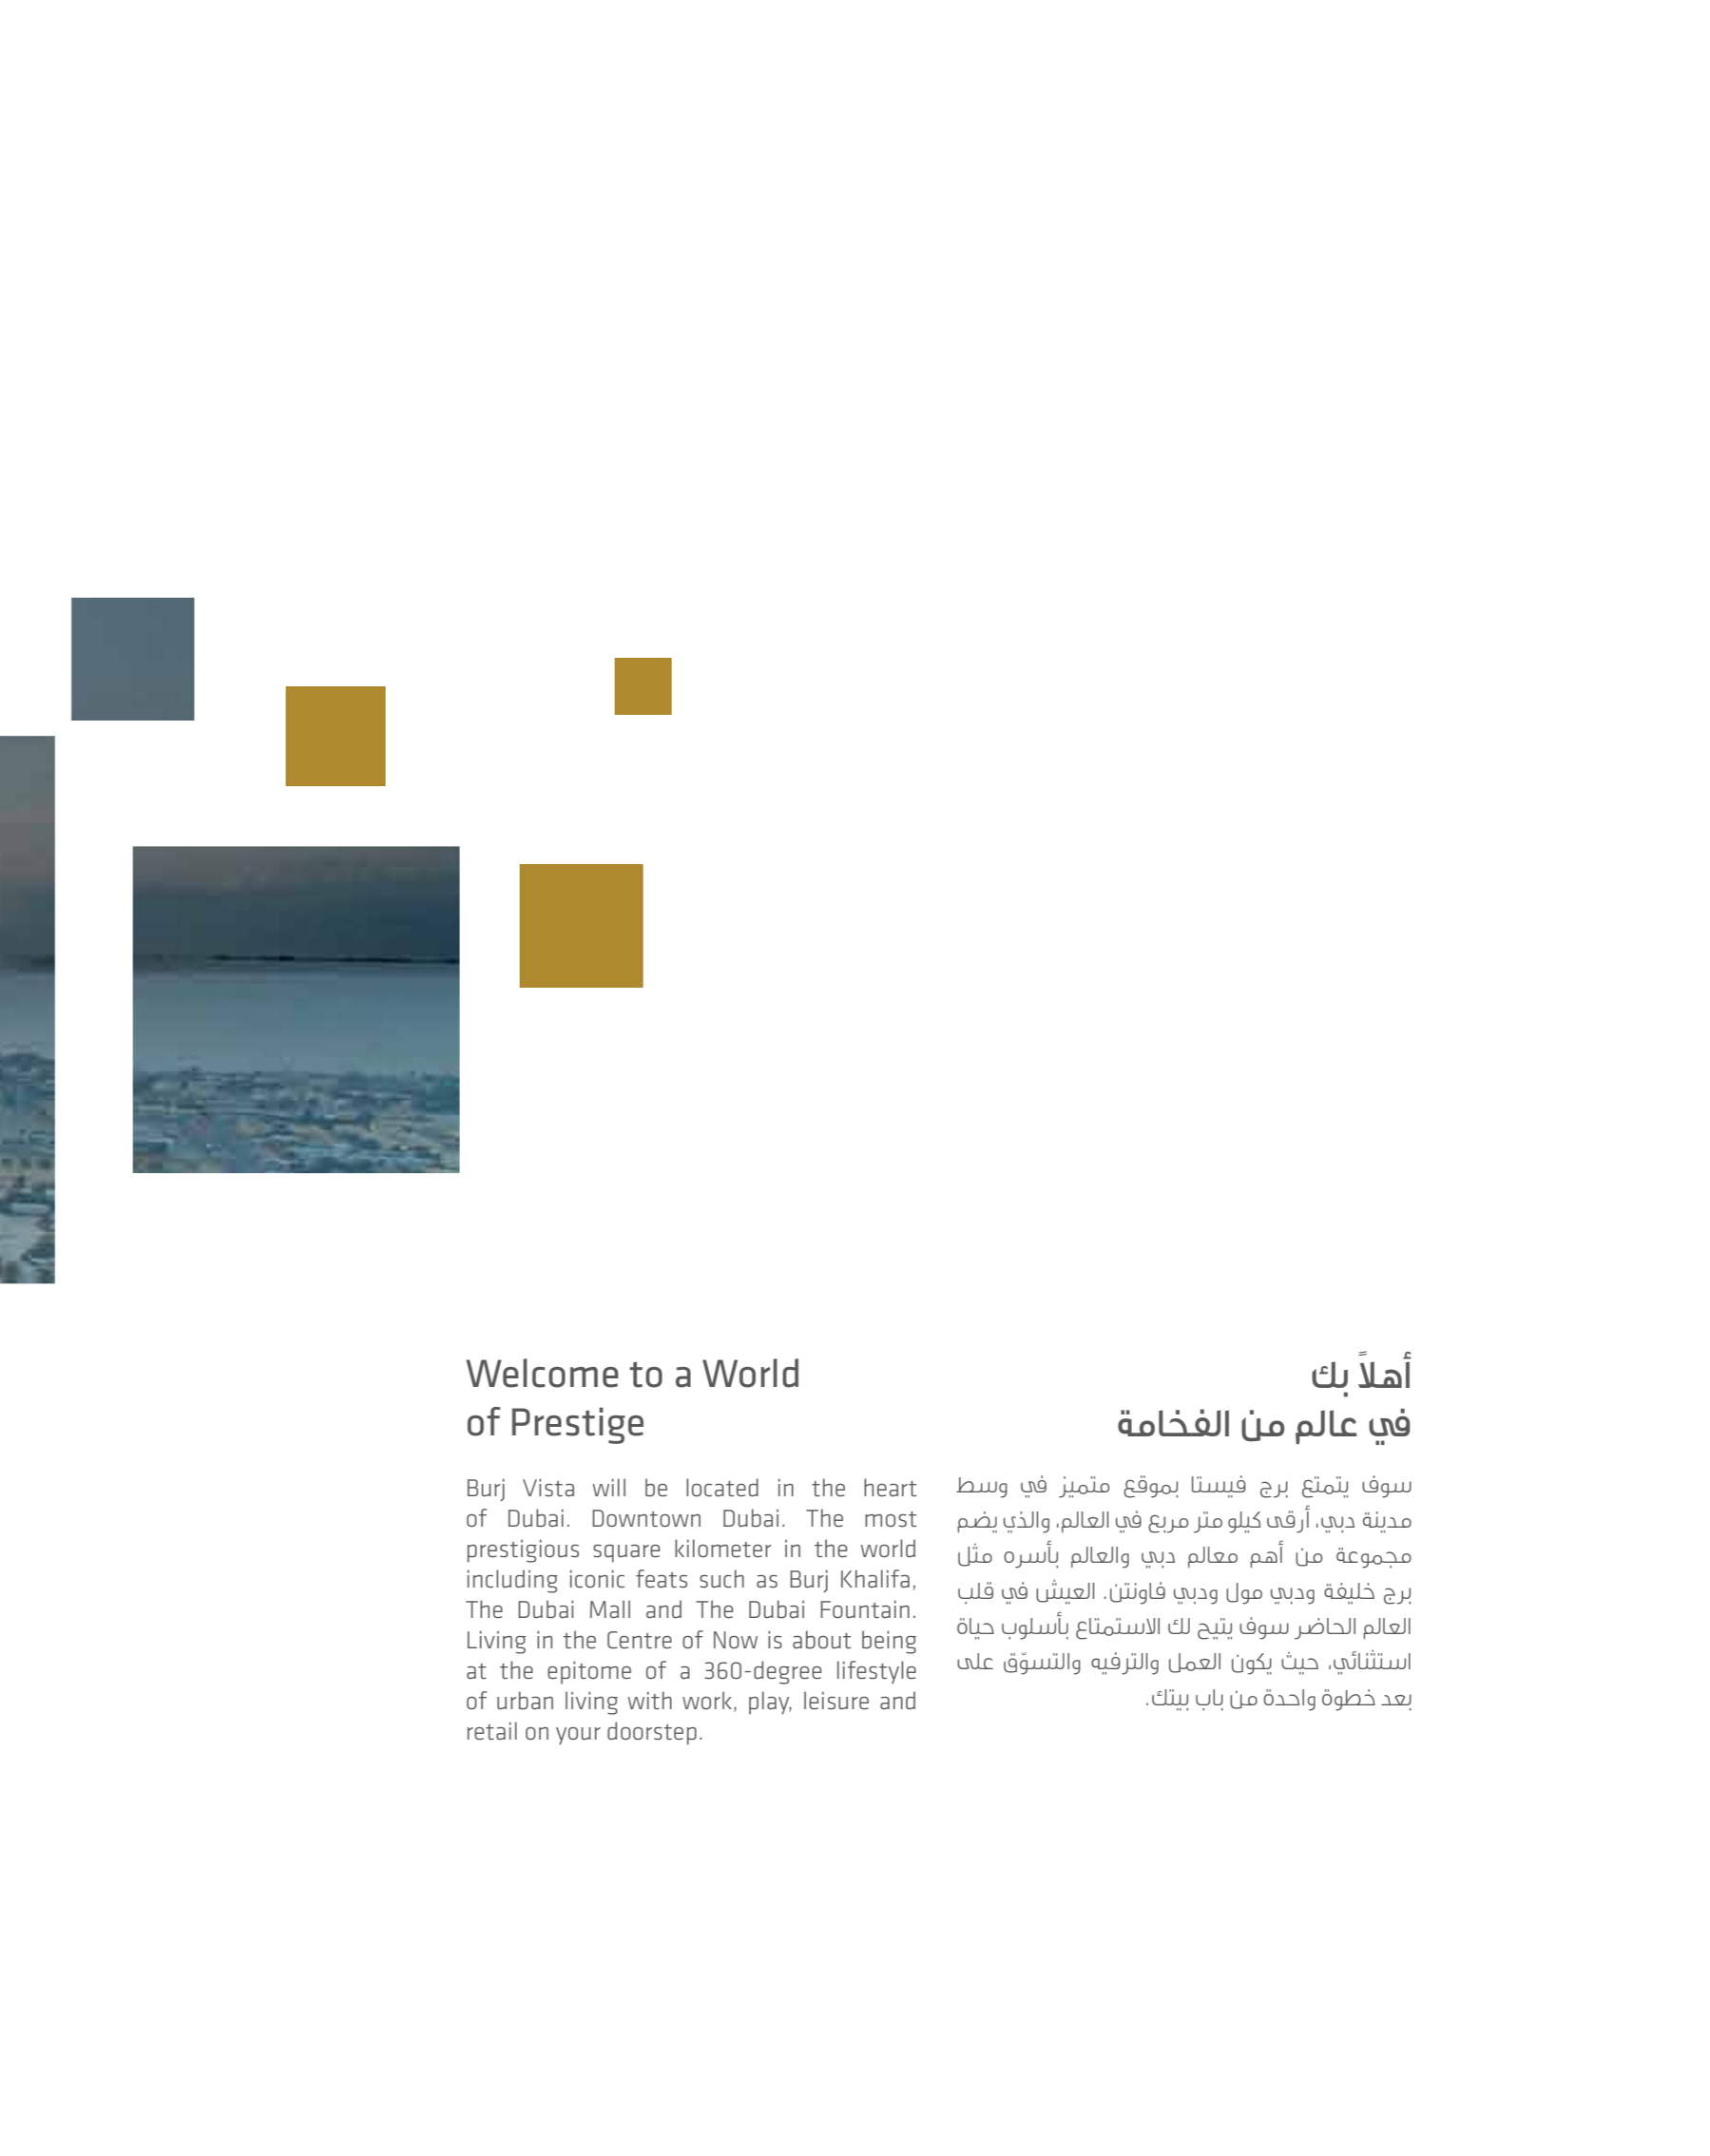 Welcome to a World
of Prestige
Burj Vista will be located in the heart
of Dubai. Downtown Dubai. The most
prestigious square kilometer in the world
including iconic feats such as Burj Khalifa,
The Dubai Mall and The Dubai Fountain.
Living in the Centre of Now is about being
at the epitome of a 360-degree lifestyle
of urban living with work, play, leisure and
retail on your doorstep.
أهلاً بك
في عالم من الفخامة
سوف يتمتع برج فيستا بموقع متميز في وسط
مدينة دبي، أرقى كيلو متر مربع في العالم، والذي يضم
مجموعة من أهم معالم دبي والعالم بأسره مثل
برج خليفة ودبي مول ودبي فاونتن. العيش في قلب
العالم الحاضر سوف يتيح لك الاستمتاع بأسلوب حياة
استثنائي، حيث يكون العمل والترفيه والتسوّق على
بعد خطوة واحدة من باب بيتك.